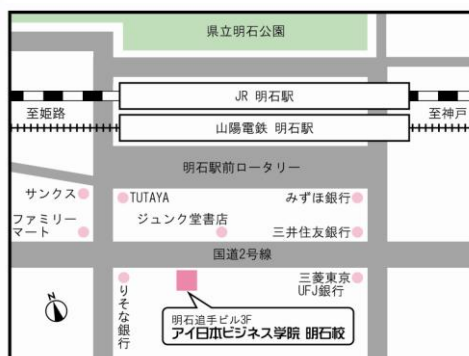 県立明石公園
JR 明石駅
至姫路
至神戸
山陽電鉄 明石駅
明石駅前ロータリー
サンクス
TUTAYA
みずほ銀行
ファミリー
マート
ジュンク堂書店
三井住友銀行
国道2号線
りそな銀行
三菱東京
UFJ銀行
N
明石追手ビル3F
アイ日本ビジネス学院 明石校